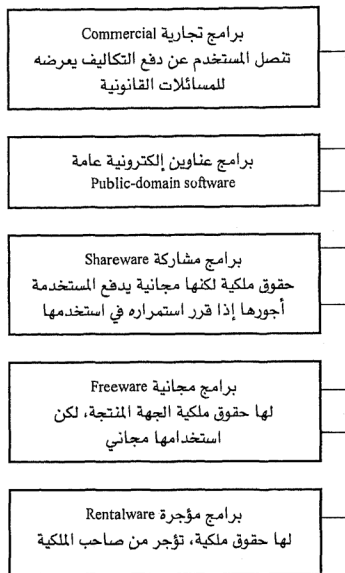 برامج تجارية Commercial
تنصل المستخدم عن دفع التكاليف يعرضه
للمسائلات القانونية
برامج عناوين إلكترونية عامة
Public-domain software
برامج مشاركة Shareware
حقوق ملكية لكنها مجانية يدفع المستخدمة
أجورها إذا قرر استمراره في استخدمها
برامج مجانية Freeware
لها حقوق ملكية الجهة المنتجة، لكن
استخدامها مجاني
برامج مؤجرة Rentalware
لها حقوق ملكية، تؤجر من صاحب الملكية